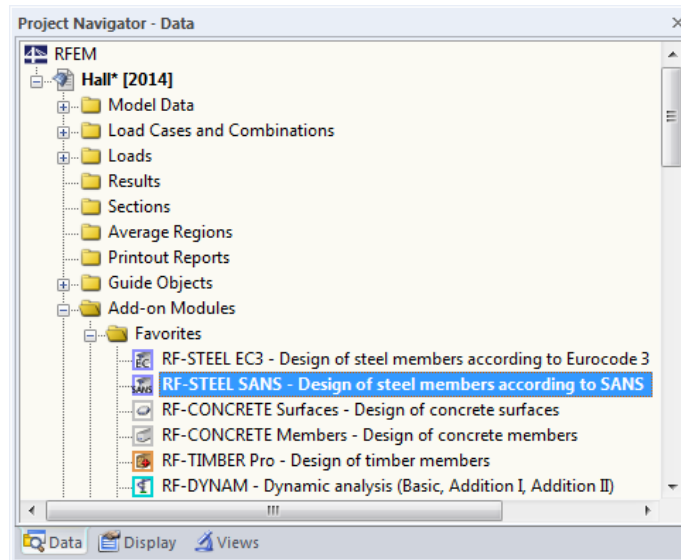 Project Navigator - Data
RFEM
Hall* [2014]
Model Data
Load Cases and Combinations
Loads
Results
Sections
Average Regions
Printout Reports
Guide Objects
Add-on Modules
Favorites
EC RF-STEEL EC3 - Design of steel members according to Eurocode 3
SANS RF-STEEL SANS - Design of steel members according to SANS
RF-CONCRETE Surfaces - Design of concrete surfaces
RF-CONCRETE Members - Design of concrete members
RF-TIMBER Pro - Design of timber members
RF-DYNAM - Dynamic analysis (Basic, Addition I, Addition II)
Data Display Views